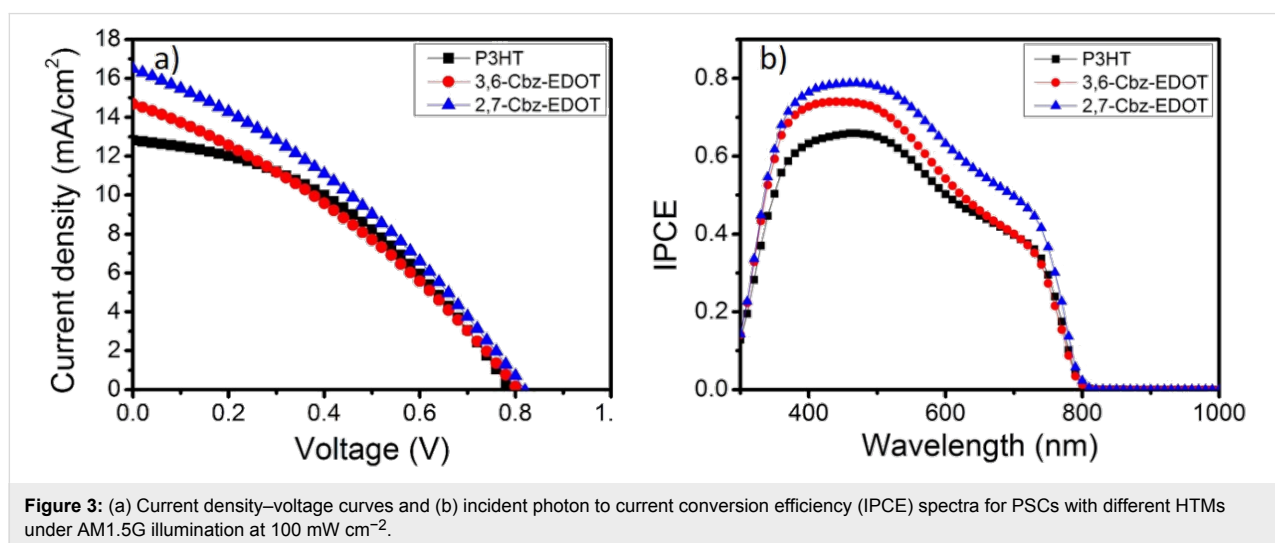 a)
P3HT
3,6-Cbz-EDOT
2,7-Cbz-EDOT
Current density (mA/cm²)
18
16
14
12
10
8
6
4
2
0
0.0 0.2 0.4 0.6 0.8 1.
Voltage (V)
b)
P3HT
3,6-Cbz-EDOT
2,7-Cbz-EDOT
IPCE
0.8
0.6
0.4
0.2
0.0
400 600 800 1000
Wavelength (nm)
Figure 3: (a) Current density–voltage curves and (b) incident photon to current conversion efficiency (IPCE) spectra for PSCs with different HTMs
under AM1.5G illumination at 100 mW cm⁻².